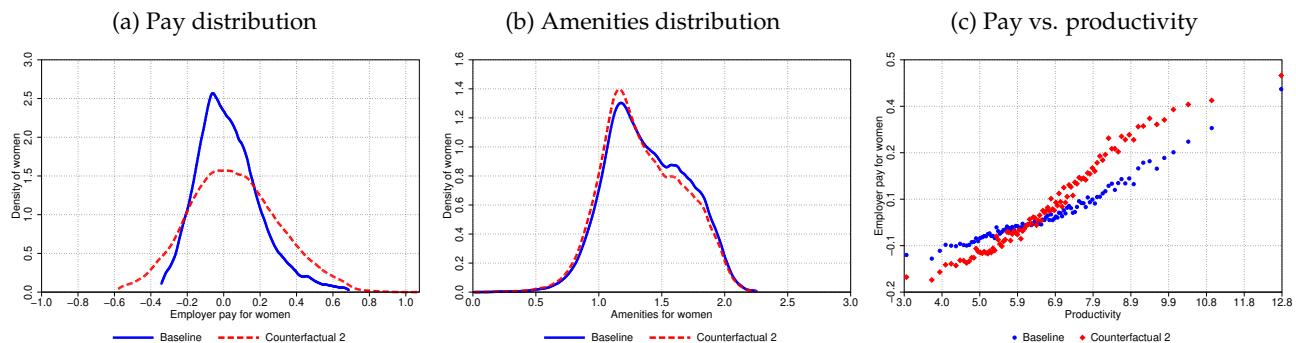 (a) Pay distribution
Density of women
3.0
2.5
2.0
1.5
1.0
0.5
0.0
−1.0 −0.8 −0.6 −0.4 −0.2 0.0 0.2 0.4 0.6 0.8 1.0
Employer pay for women
Baseline Counterfactual 2
(b) Amenities distribution
Density of women
1.6
1.4
1.2
1.0
0.8
0.6
0.4
0.2
0.0
0.0 0.5 1.0 1.5 2.0 2.5 3.0
Amenities for women
Baseline Counterfactual 2
(c) Pay vs. productivity
Employer pay for women
0.5
0.4
0.2
0.1
−0.1
−0.2
3.0 4.0 5.0 5.9 6.9 7.9 8.9 9.9 10.8 11.8 12.8
Productivity
Baseline Counterfactual 2